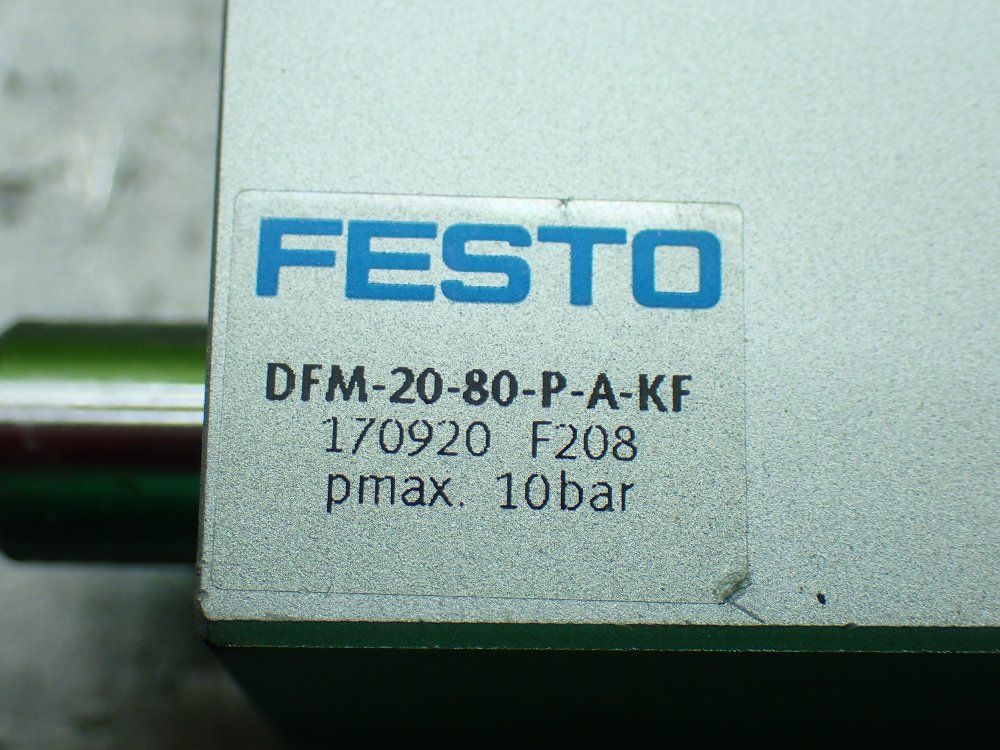 FESTO
DFM-20-80-P-A-KF
170920 F208
pmax. 10bar